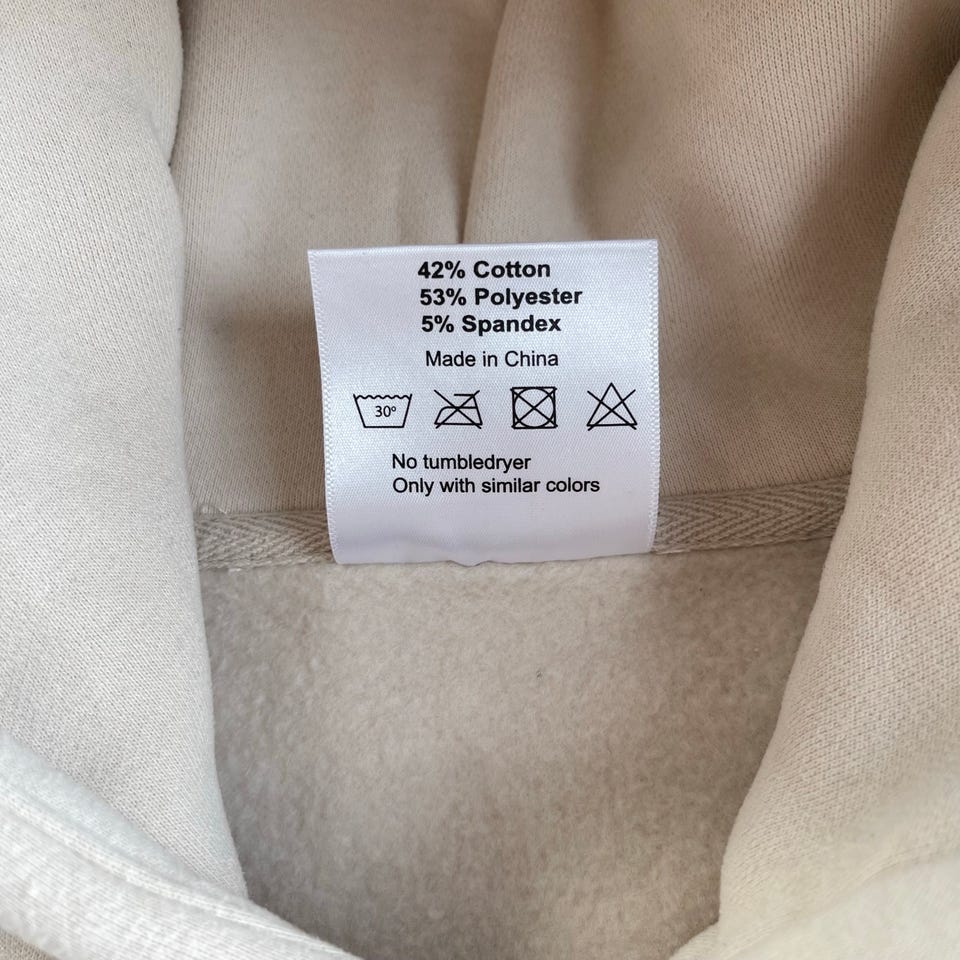 42% Cotton
53% Polyester
5% Spandex
Made in China
30°
No tumbledryer
Only with similar colors